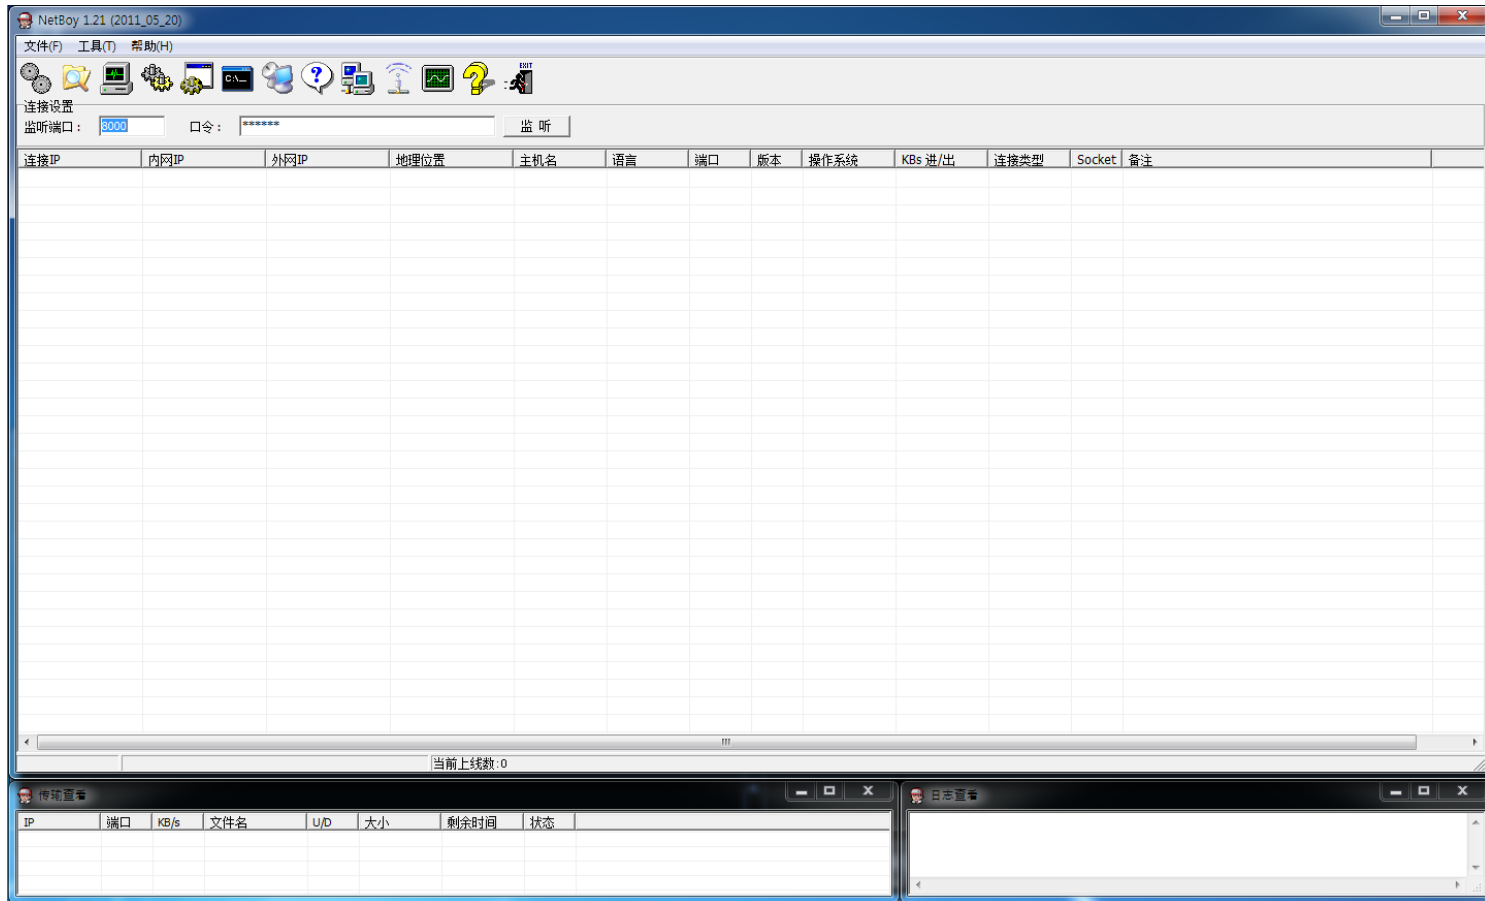 NetBoy 1.21 (2011_05_20)
文件(F) 工具(T) 帮助(H)
C:\_ EXIT
连接设置
监听端口： 8000 口令： ****** 监 听
连接IP 内网IP 外网IP 地理位置 主机名 语言 端口 版本 操作系统 KBs 进/出 连接类型 Socket 备注
当前上线数:0
传输查看
IP 端口 KB/s 文件名 U/D 大小 剩余时间 状态
日志查看